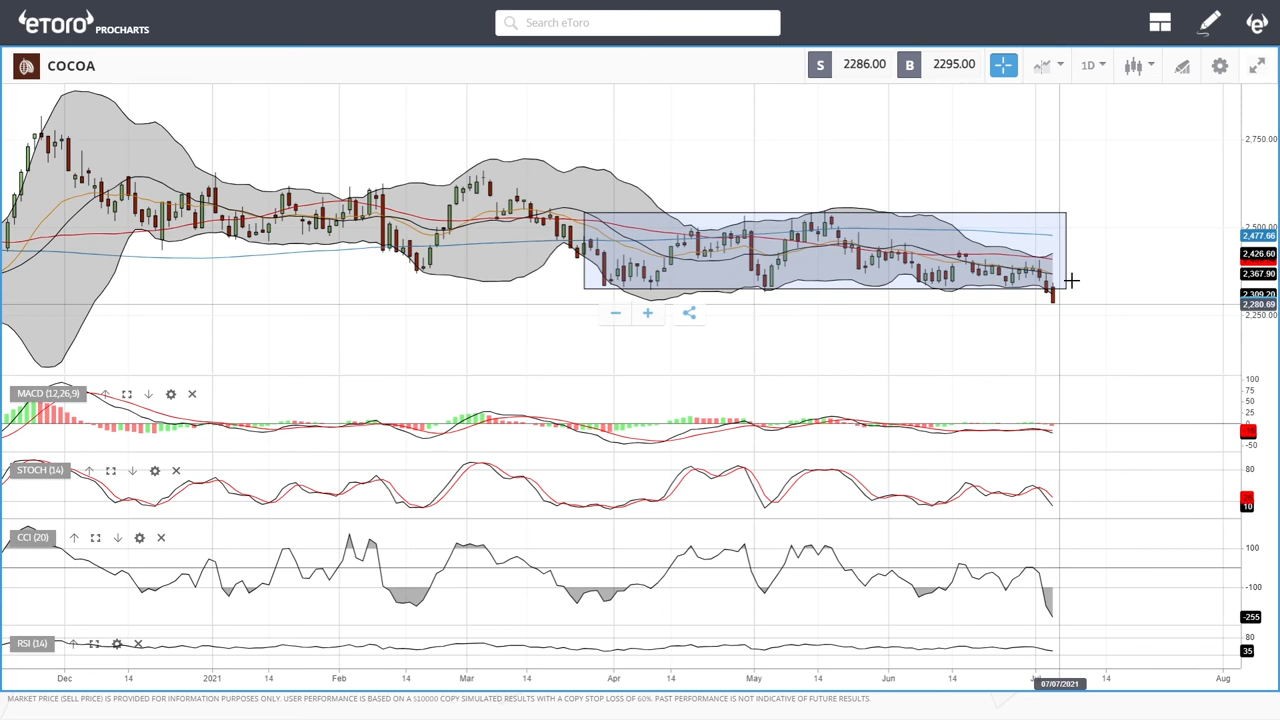 eToro PROCHARTS
Search eToro
COCOA
S 2286.00 B 2295.00
1D
2,750.00
2,500.00
2,477.66
2,426.60
2,367.90
2,309.20
2,280.69
2,250.00
MACD (12,26,9)
100
75
50
25
0
-50
STOCH (14)
80
10
CCI (20)
100
-100
-255
RSI (14)
80
35
Dec 14 2021 14 Feb 14 Mar 14 Apr 14 May 14 Jun 14 14 Aug
07/07/2021
MARKET PRICE (SELL PRICE) IS PROVIDED FOR INFORMATION PURPOSES ONLY. USER PERFORMANCE IS BASED ON A $10000 COPY SIMULATED RESULTS WITH A COPY STOP LOSS OF 60%. PAST PERFORMANCE IS NOT INDICATIVE OF FUTURE RESULTS.